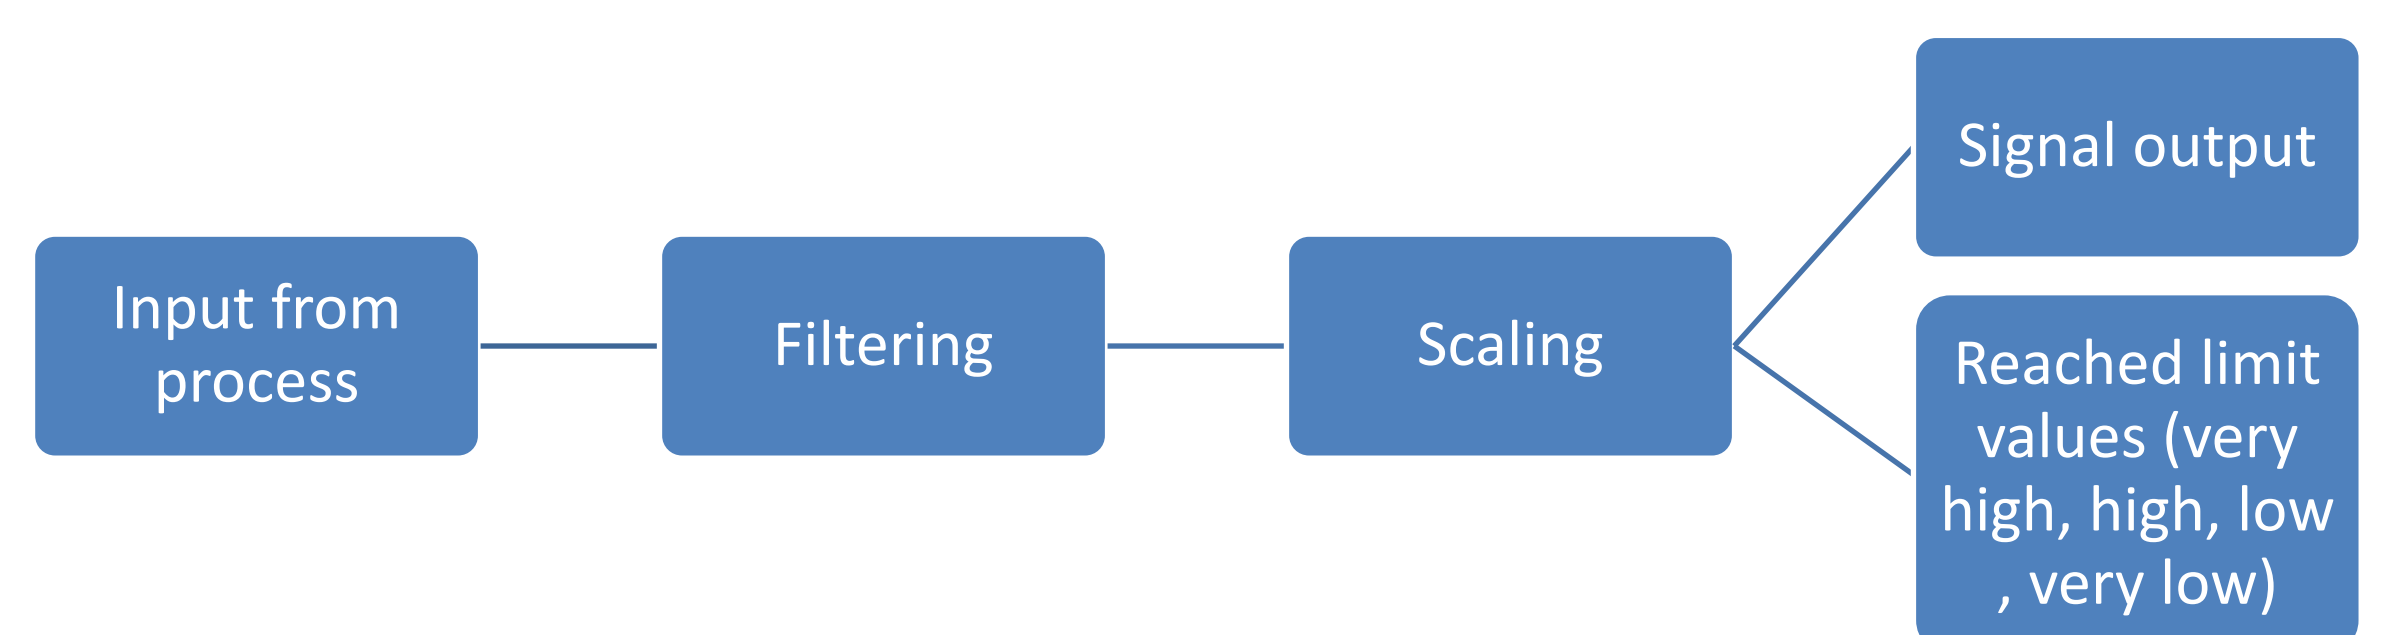 Input from
process
Filtering
Scaling
Signal output
Reached limit
values (very
high, high, low
, very low)